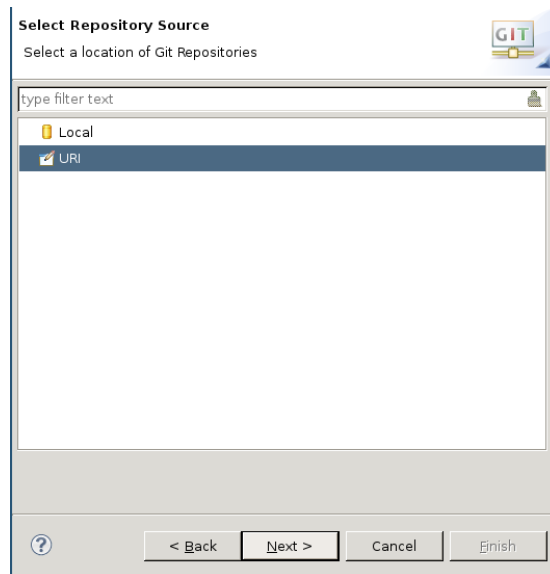 Select Repository Source
Select a location of Git Repositories
GIT
type filter text
Local
URI
?
< Back
Next >
Cancel
Finish